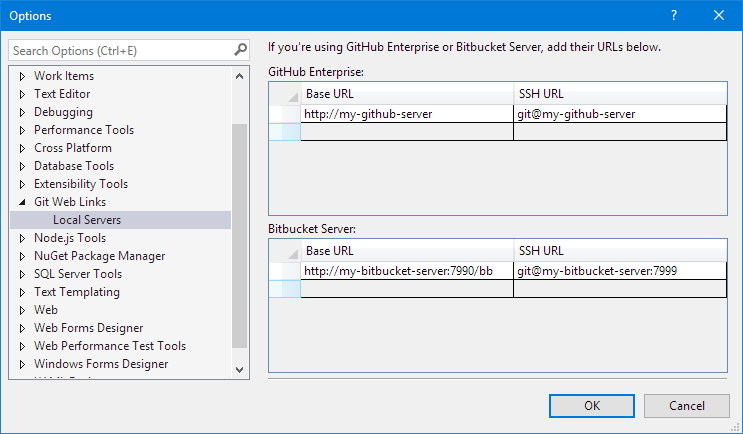 Options
Search Options (Ctrl+E)
Work Items
Text Editor
Debugging
Performance Tools
Cross Platform
Database Tools
Extensibility Tools
Git Web Links
Local Servers
Node.js Tools
NuGet Package Manager
SQL Server Tools
Text Templating
Web
Web Forms Designer
Web Performance Test Tools
Windows Forms Designer
If you're using GitHub Enterprise or Bitbucket Server, add their URLs below.
GitHub Enterprise:
Base URL SSH URL
http://my-github-server git@my-github-server
Bitbucket Server:
Base URL SSH URL
http://my-bitbucket-server:7990/bb git@my-bitbucket-server:7999
OK Cancel